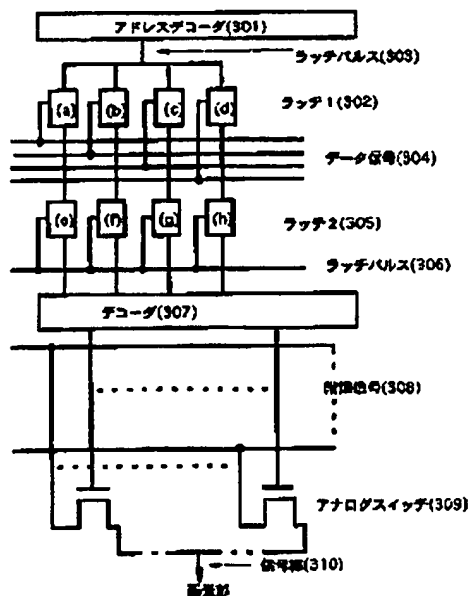 アドレスデコーダ(301)
ラッチパルス(303)
(a) (b) (c) (d)
ラッチ1(302)
データ信号(304)
(e) (f) (g) (h)
ラッチ2(305)
ラッチパルス(306)
デコーダ(307)
階調信号(308)
アナログスイッチ(309)
信号線(310)
画素部